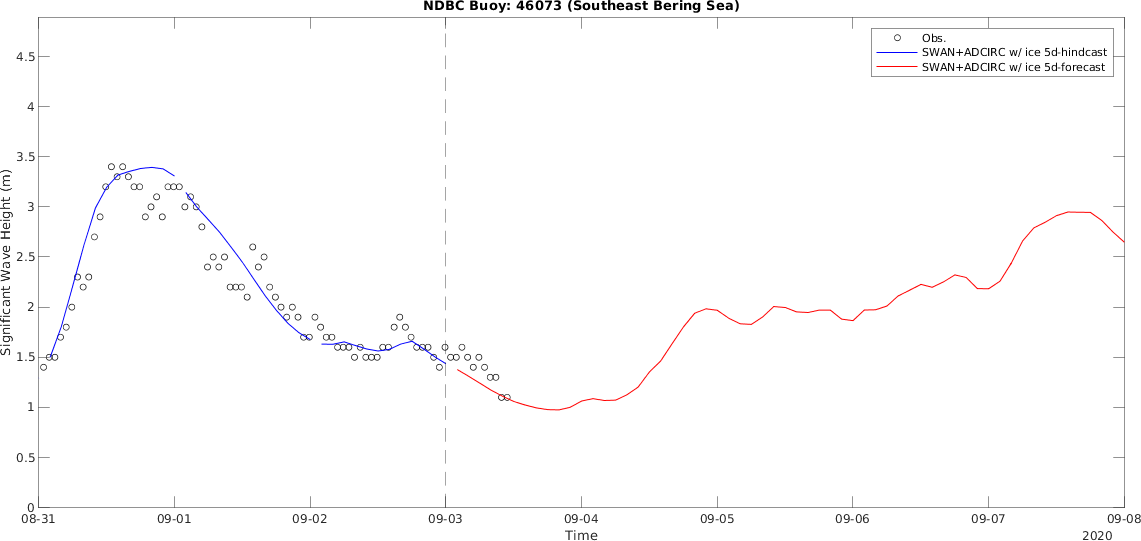 NDBC Buoy: 46073 (Southeast Bering Sea)
Obs.
SWAN+ADCIRC w/ ice 5d-hindcast
SWAN+ADCIRC w/ ice 5d-forecast
Significant Wave Height (m)
4.5
4
3.5
3
2.5
2
1.5
1
0.5
0
08-31 09-01 09-02 09-03 09-04 09-05 09-06 09-07 09-08
Time
2020